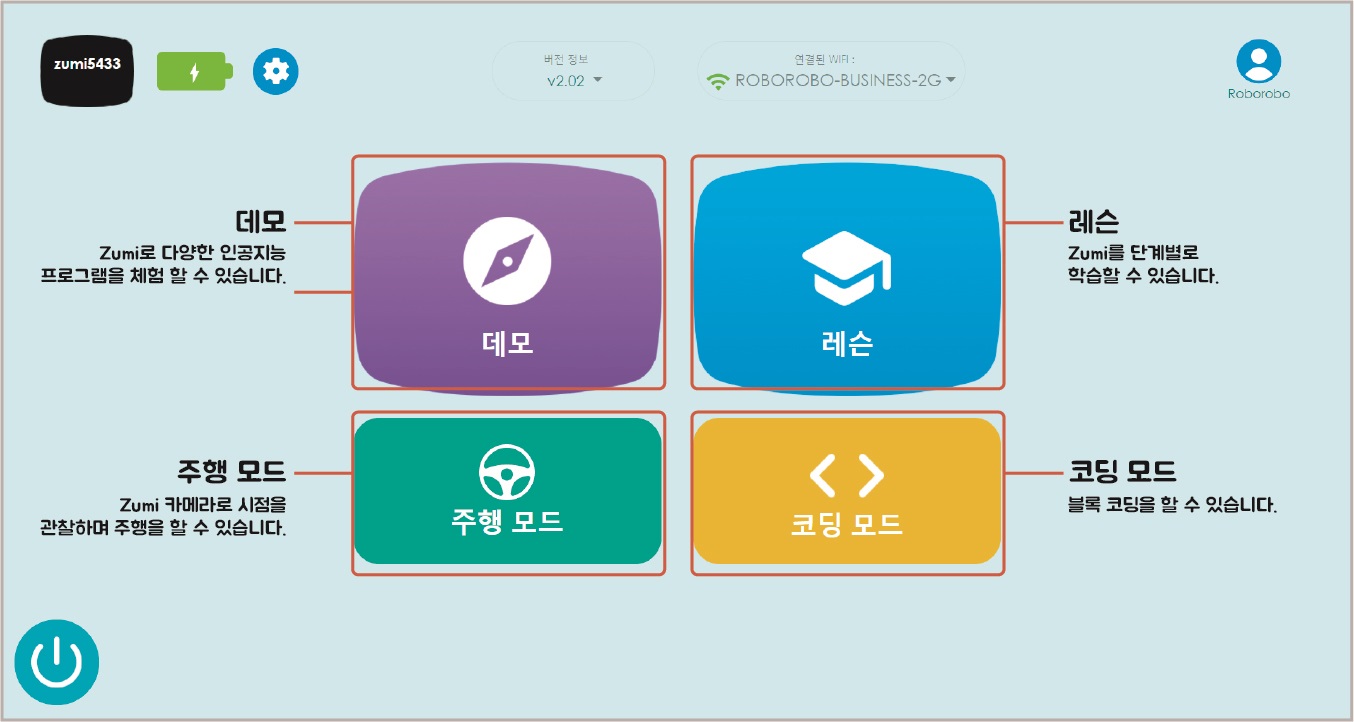 zumi5433
버전 정보
v2.02
연결된 WIFI :
ROBOROBO-BUSINESS-2G
Roborobo
데모
Zumi로 다양한 인공지능
프로그램을 체험 할 수 있습니다.
데모
레슨
레슨
Zumi를 단계별로
학습할 수 있습니다.
주행 모드
Zumi 카메라로 시점을
관찰하며 주행을 할 수 있습니다.
주행 모드
코딩 모드
코딩 모드
블록 코딩을 할 수 있습니다.